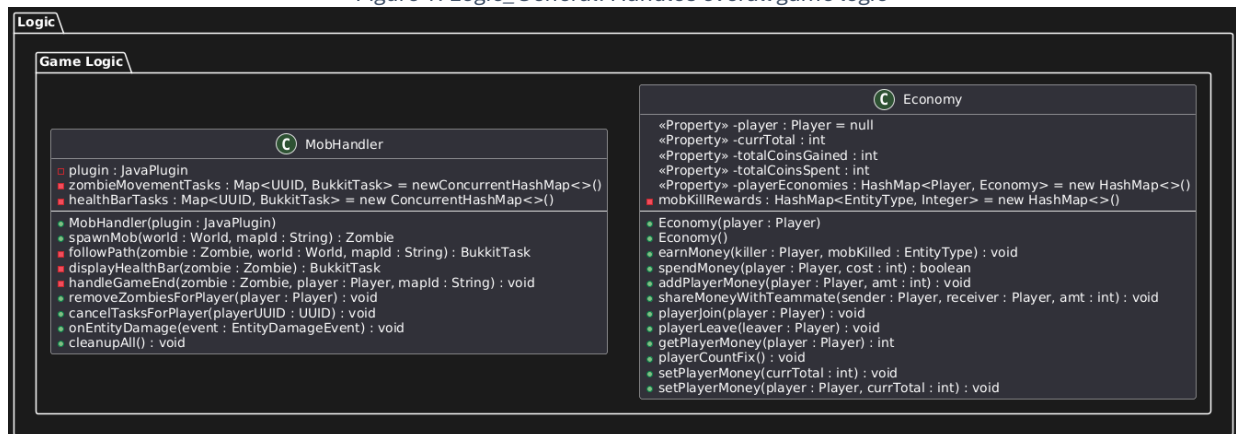 Figure 1: Logic_General: Handles overall game logic
Logic
Game Logic
C MobHandler
plugin : JavaPlugin
zombieMovementTasks : Map<UUID, BukkitTask> = newConcurrentHashMap<>()
healthBarTasks : Map<UUID, BukkitTask> = new ConcurrentHashMap<>()
MobHandler(plugin : JavaPlugin)
spawnMob(world : World, mapId : String) : Zombie
followPath(zombie : Zombie, world : World, mapId : String) : BukkitTask
displayHealthBar(zombie : Zombie) : BukkitTask
handleGameEnd(zombie : Zombie, player : Player, mapId : String) : void
removeZombiesForPlayer(player : Player) : void
cancelTasksForPlayer(playerUUID : UUID) : void
onEntityDamage(event : EntityDamageEvent) : void
cleanupAll() : void
C Economy
«Property» -player : Player = null
«Property» -currTotal : int
«Property» -totalCoinsGained : int
«Property» -totalCoinsSpent : int
«Property» -playerEconomies : HashMap<Player, Economy> = new HashMap<>()
mobKillRewards : HashMap<EntityType, Integer> = new HashMap<>()
Economy(player : Player)
Economy()
earnMoney(killer : Player, mobKilled : EntityType) : void
spendMoney(player : Player, cost : int) : boolean
addPlayerMoney(player : Player, amt : int) : void
shareMoneyWithTeammate(sender : Player, receiver : Player, amt : int) : void
playerJoin(player : Player) : void
playerLeave(leaver : Player) : void
getPlayerMoney(player : Player) : int
playerCountFix() : void
setPlayerMoney(currTotal : int) : void
setPlayerMoney(player : Player, currTotal : int) : void